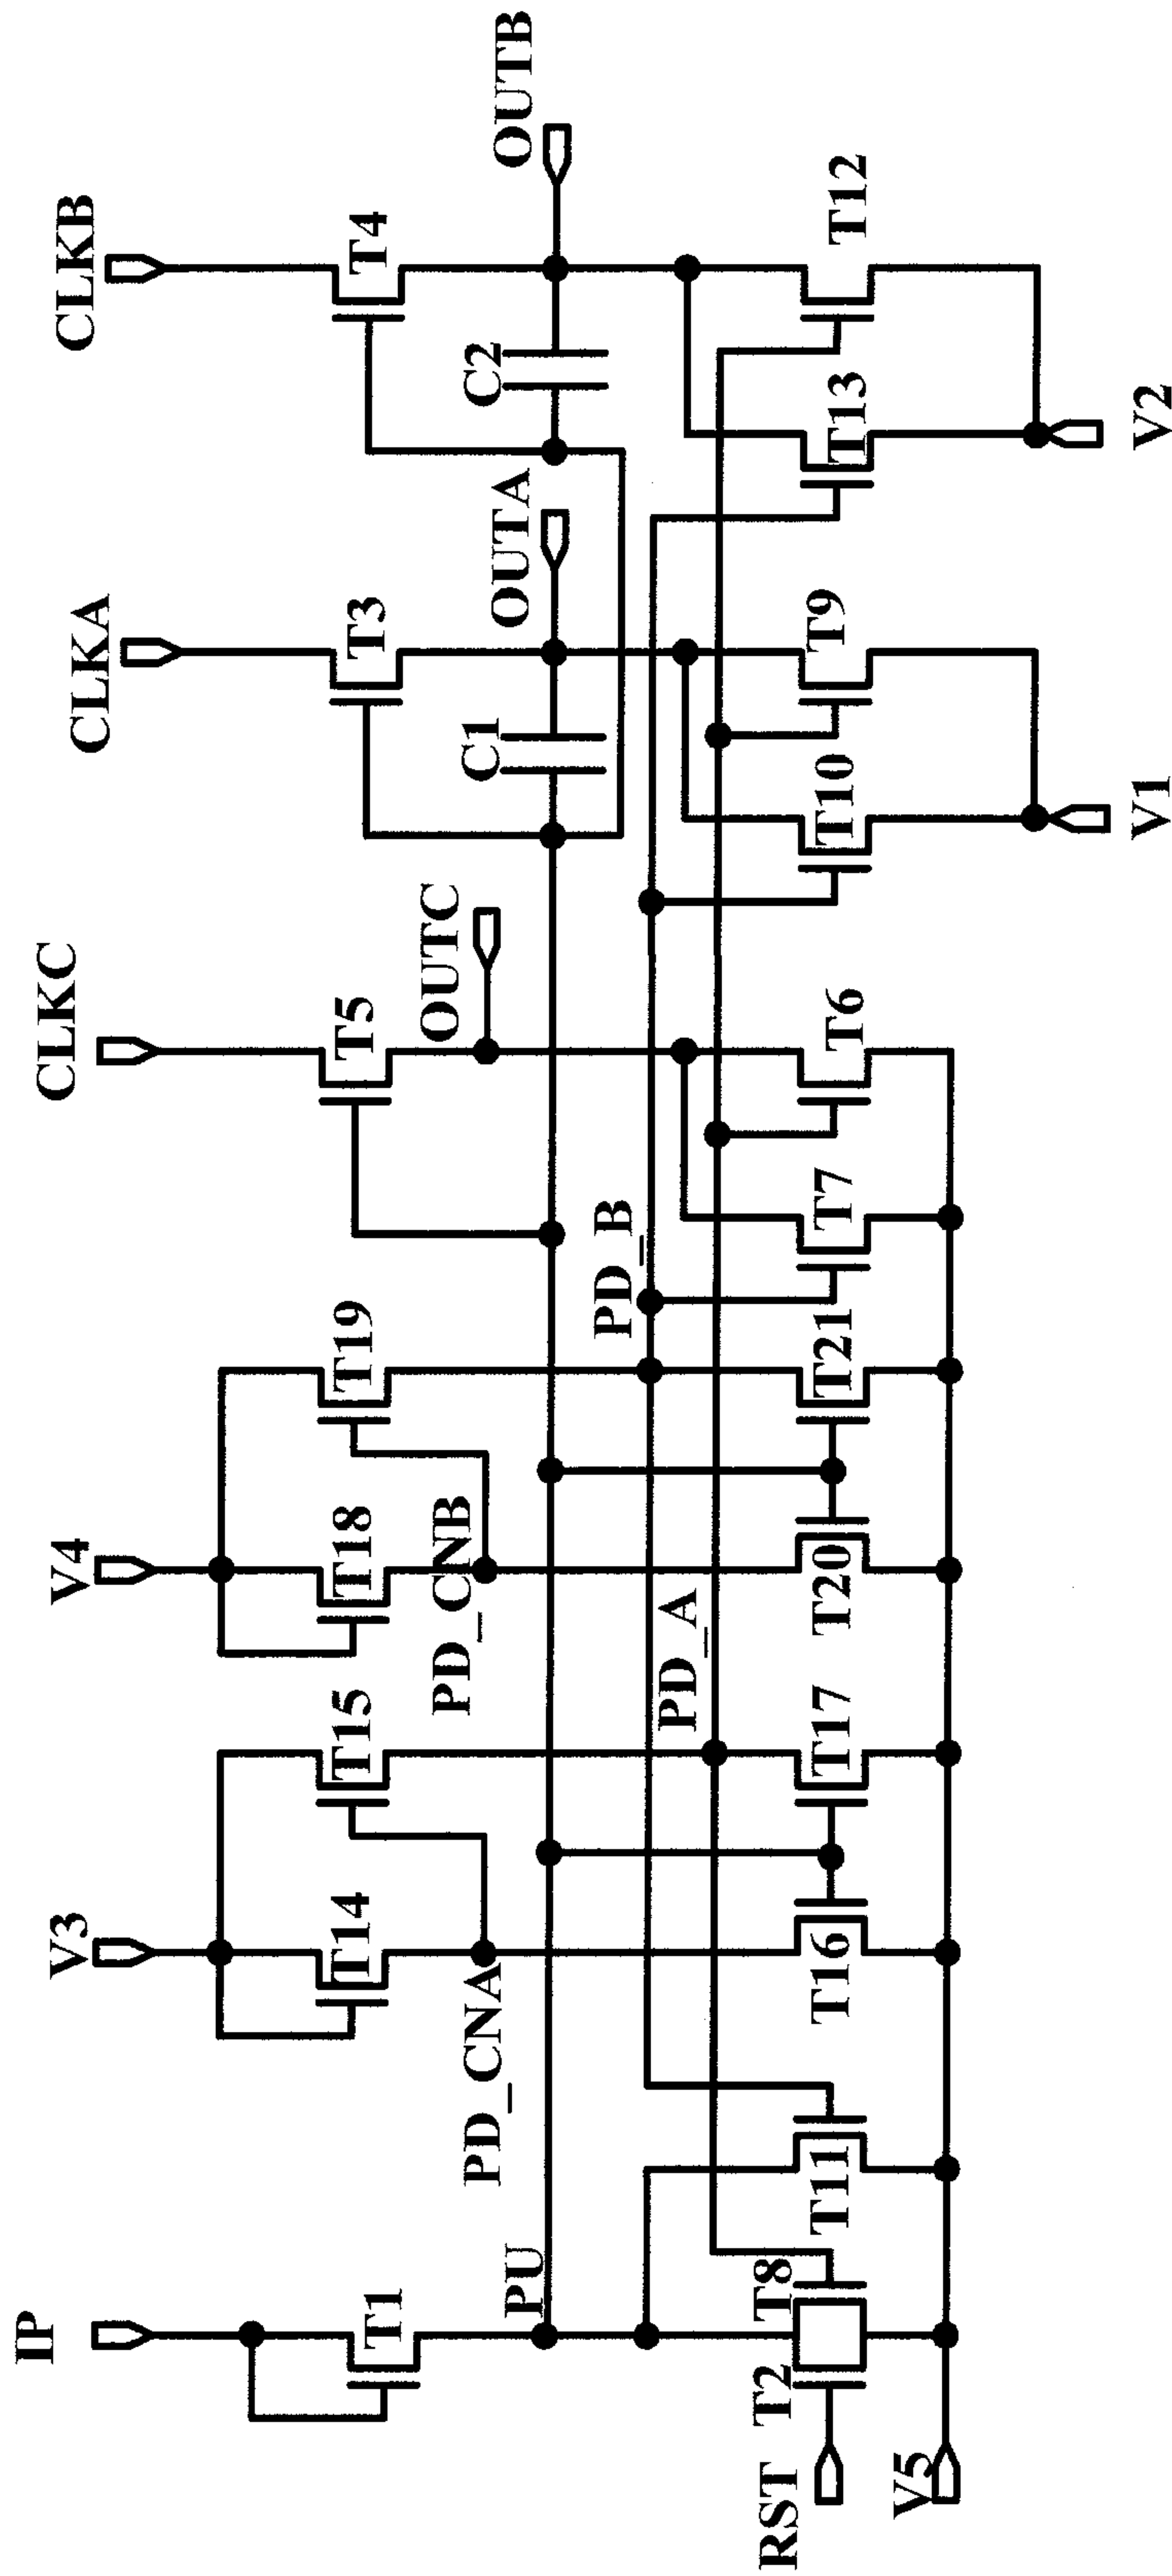 IP
V3
V4
CLKC
CLKA
CLKB
T1
T14
T15
T18
T19
T5
T3
T4
PU
PD_CNA
PD_CNB
OUTC
C1
OUTA
C2
OUTB
PD_B
PD_A
RST
T2
T8
T11
T16
T17
T20
T21
T7
T6
T10
T9
T13
T12
V5
V1
V2